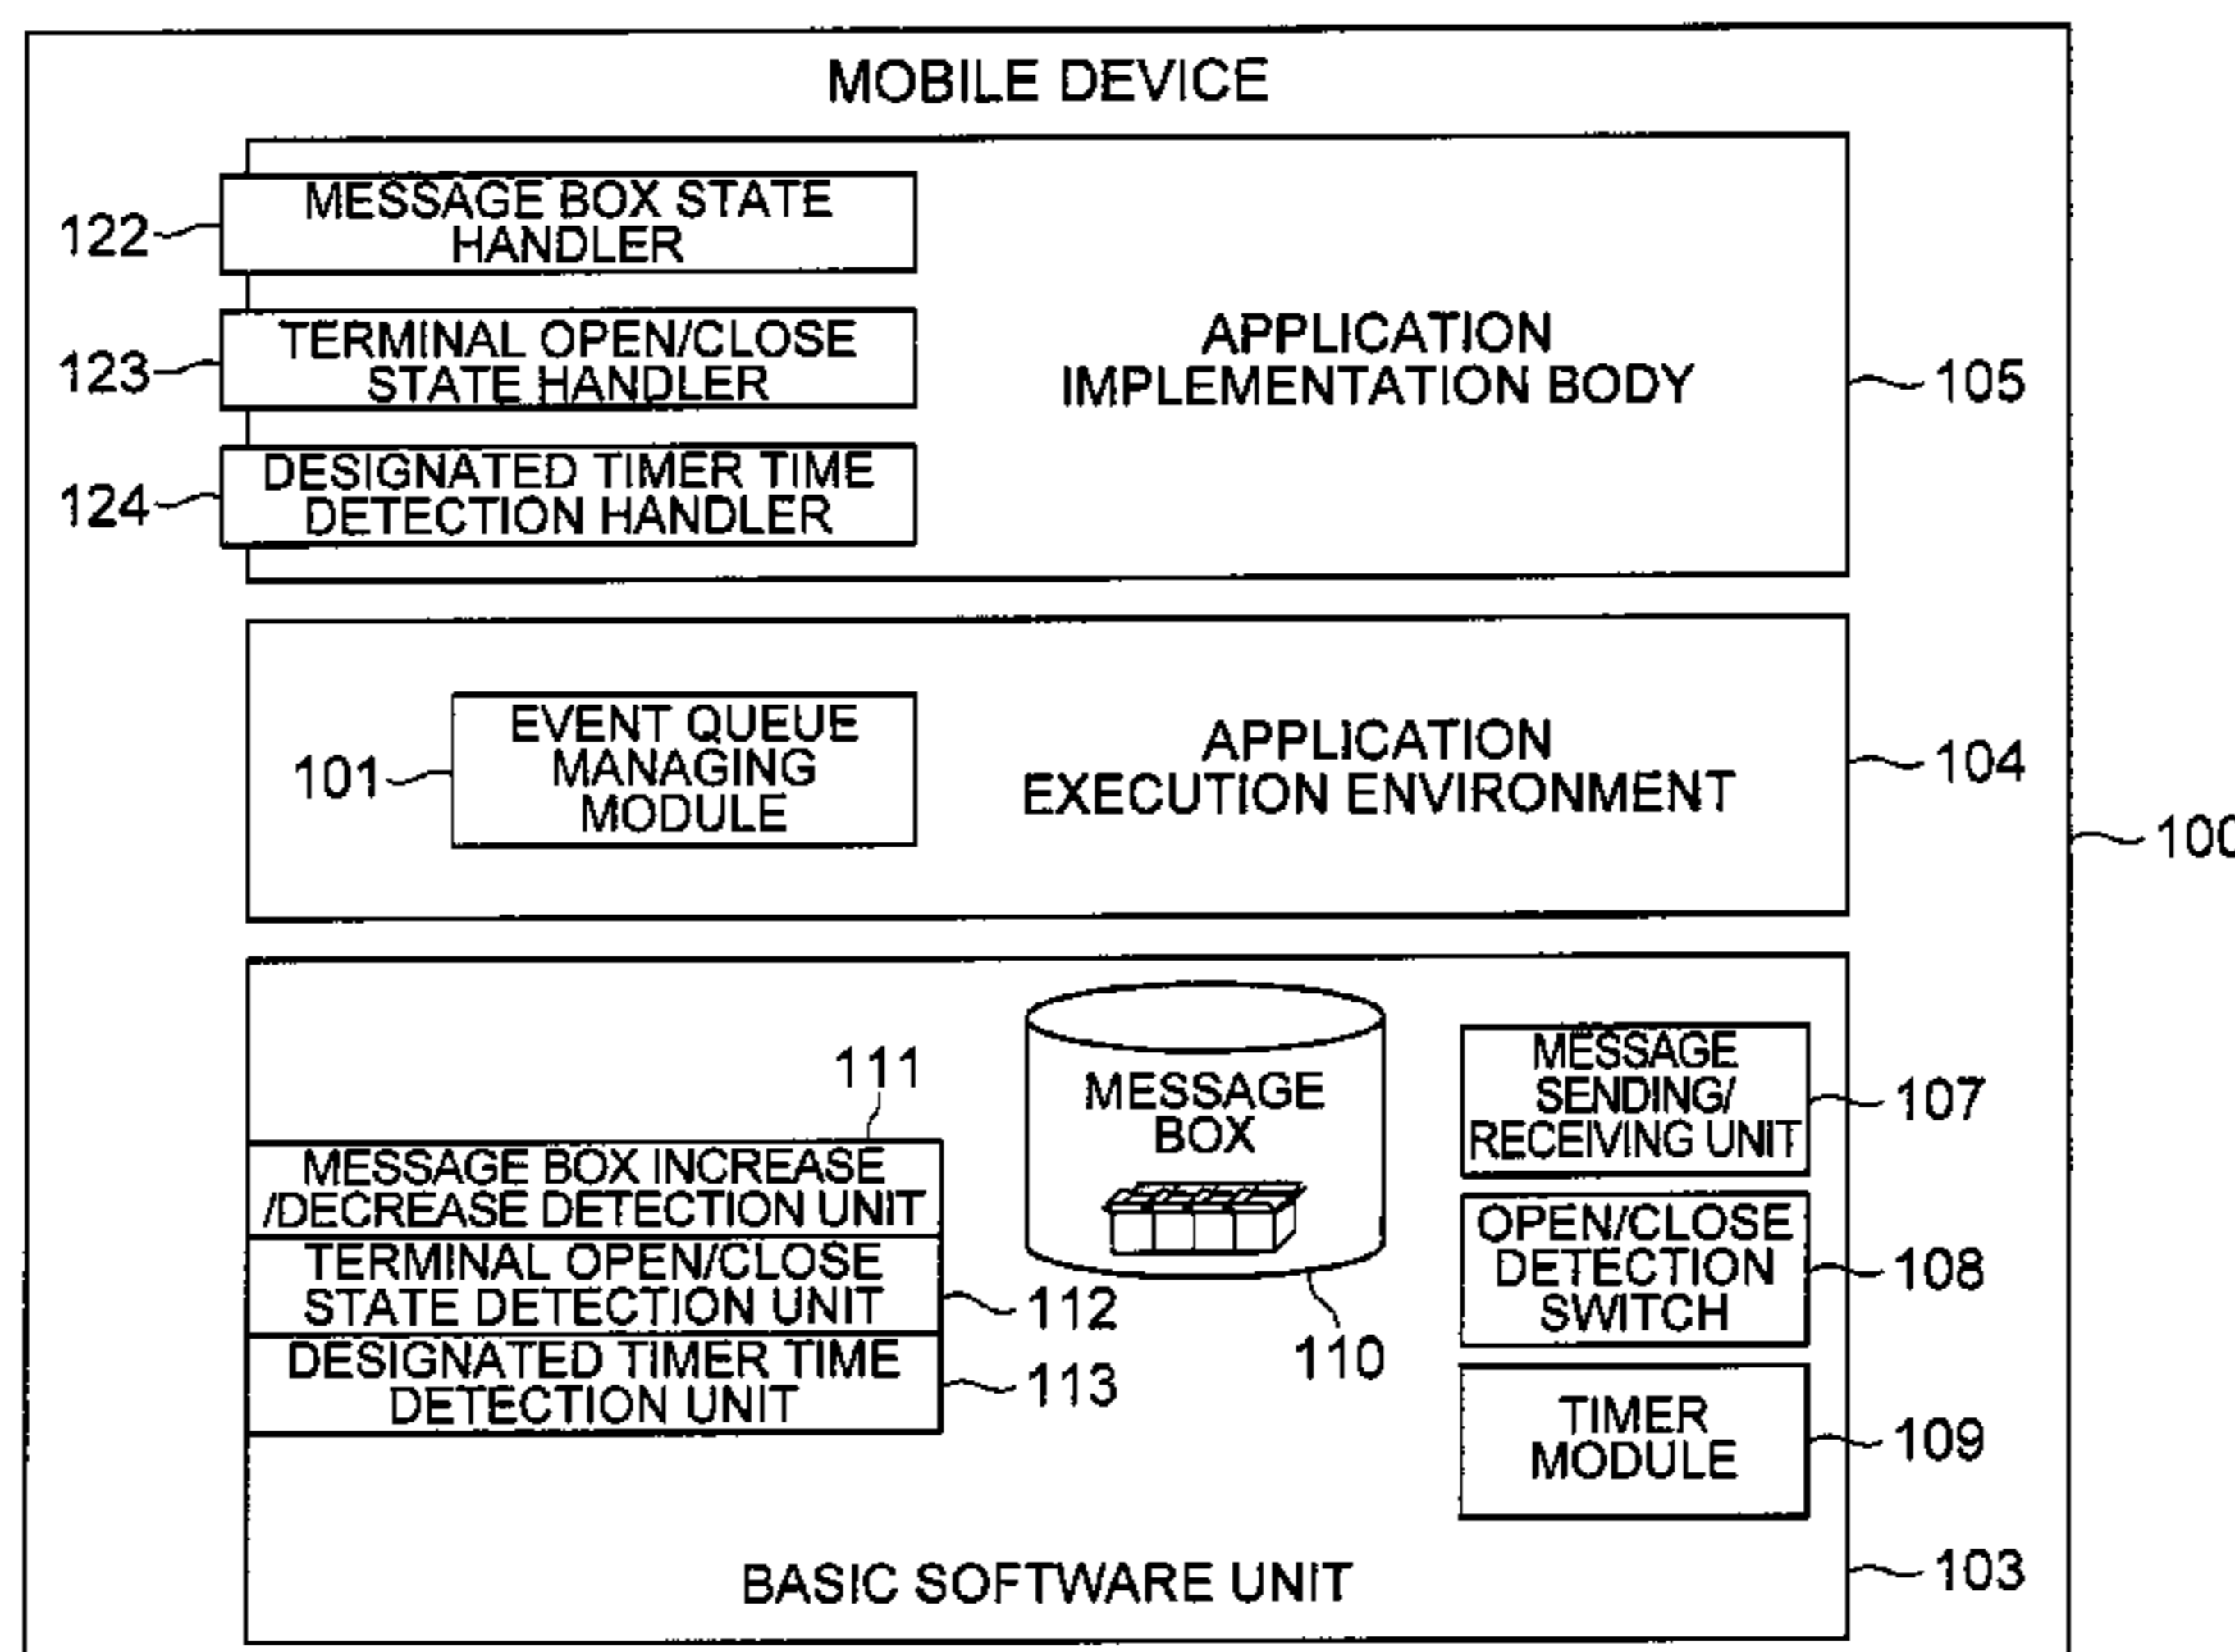 MOBILE DEVICE
MESSAGE BOX STATE
HANDLER
122
TERMINAL OPEN/CLOSE
STATE HANDLER
123
DESIGNATED TIMER TIME
DETECTION HANDLER
124
APPLICATION
IMPLEMENTATION BODY
105
EVENT QUEUE
MANAGING
MODULE
101
APPLICATION
EXECUTION ENVIRONMENT
104
100
111
MESSAGE BOX INCREASE
/DECREASE DETECTION UNIT
TERMINAL OPEN/CLOSE
STATE DETECTION UNIT
112
DESIGNATED TIMER TIME
DETECTION UNIT
113
MESSAGE
BOX
110
MESSAGE
SENDING/
RECEIVING UNIT
107
OPEN/CLOSE
DETECTION
SWITCH
108
TIMER
MODULE
109
BASIC SOFTWARE UNIT
103